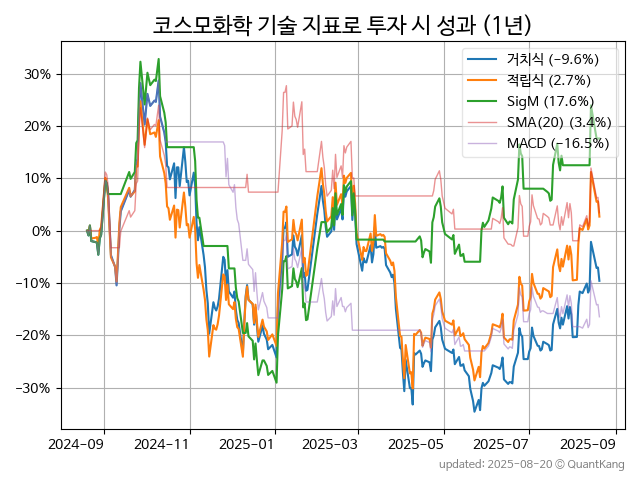 코스모화학 기술 지표로 투자 시 성과 (1년)
거치식 (−9.6%)
적립식 (2.7%)
SigM (17.6%)
SMA(20) (3.4%)
MACD (−16.5%)
30%
20%
10%
0%
−10%
−20%
−30%
2024-09 2024-11 2025-01 2025-03 2025-05 2025-07 2025-09
updated: 2025-08-20 © QuantKang